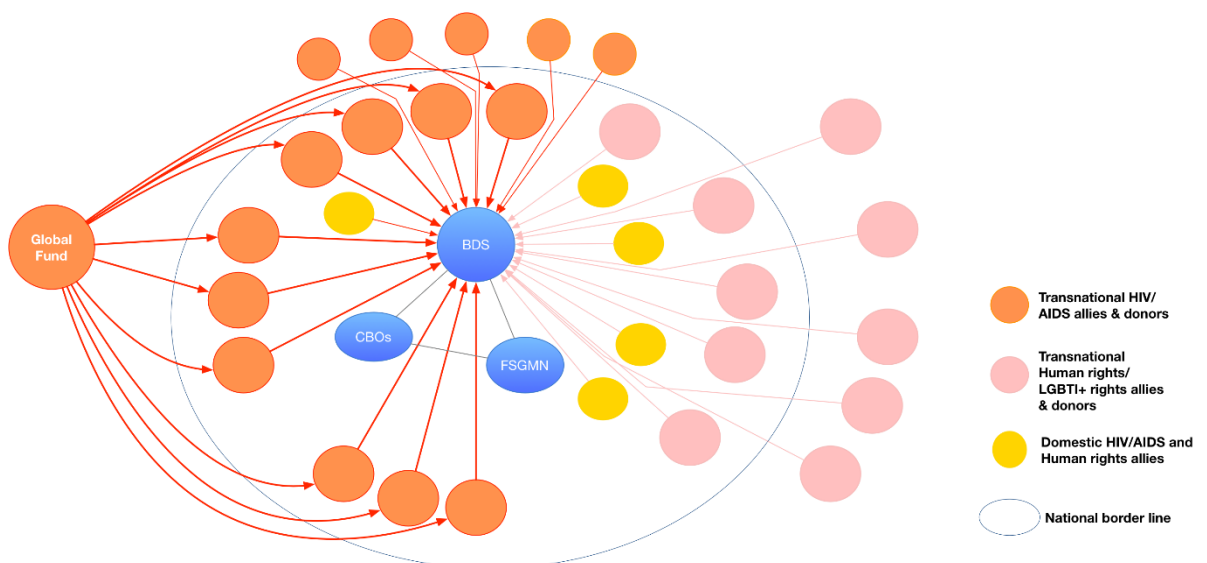 Global
Fund
BDS
CBOs
FSGMN
Transnational HIV/
AIDS allies & donors
Transnational
Human rights/
LGBTI+ rights allies
& donors
Domestic HIV/AIDS and
Human rights allies
National border line